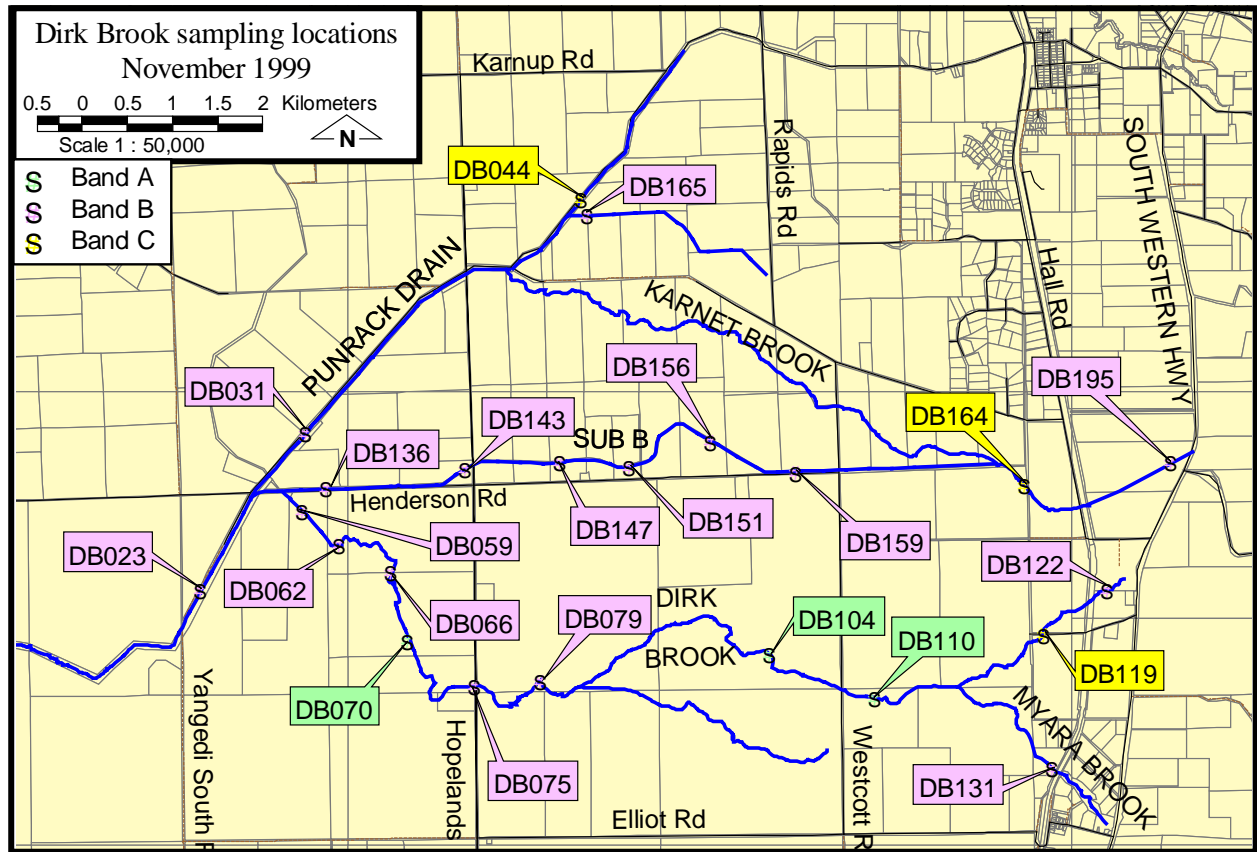 Dirk Brook sampling locations
November 1999
0.5 0 0.5 1 1.5 2 Kilometers
Scale 1 : 50,000
N
S Band A
S Band B
S Band C
Karnup Rd
Rapids Rd
SOUTH WESTERN HWY
Hall Rd
DB044
DB165
PUNRACK DRAIN
KARNET BROOK
DB031
DB156
DB195
DB136
DB143
SUB B
DB164
Henderson Rd
DB023
DB059
DB147
DB151
DB159
DB062
DB122
DB066
DB079
DIRK
BROOK
DB104
DB110
DB119
DB070
MYARA BROOK
Yangedi South R
Hopelands
DB075
Westcott R
DB131
Elliot Rd